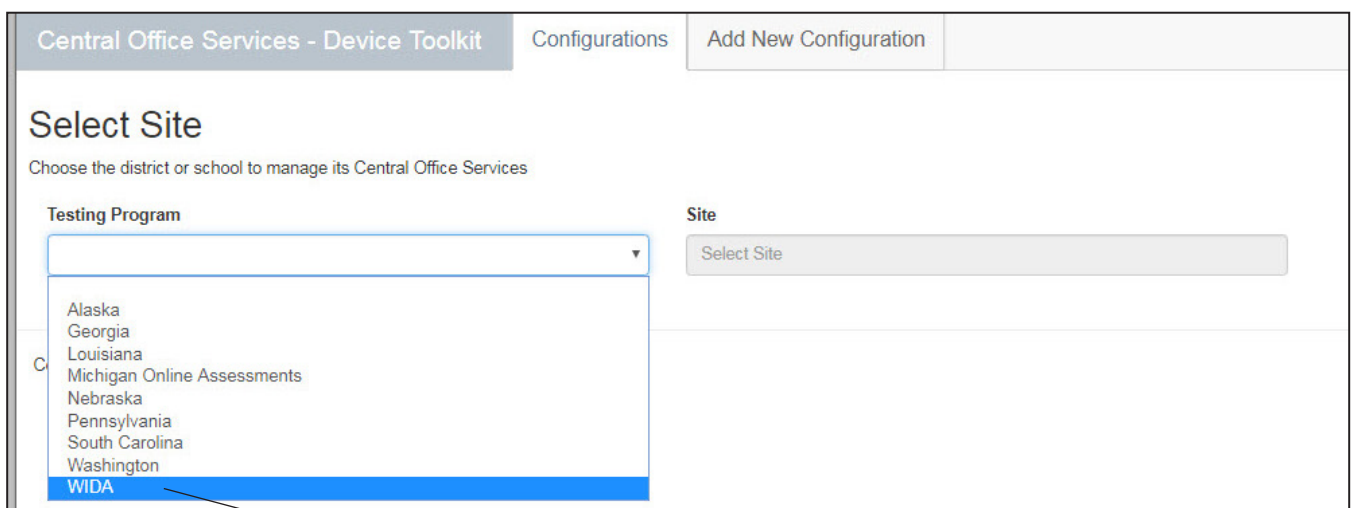 Central Office Services - Device Toolkit Configurations Add New Configuration
Select Site
Choose the district or school to manage its Central Office Services
Testing Program Site
Select Site
Alaska
Georgia
Louisiana
Michigan Online Assessments
Nebraska
Pennsylvania
South Carolina
Washington
WIDA